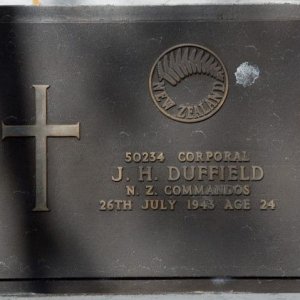 NEW ZEALAND
50234 CORPORAL
J. H. DUFFIELD
N. Z. COMMANDOS
26TH JULY 1943 AGE 24